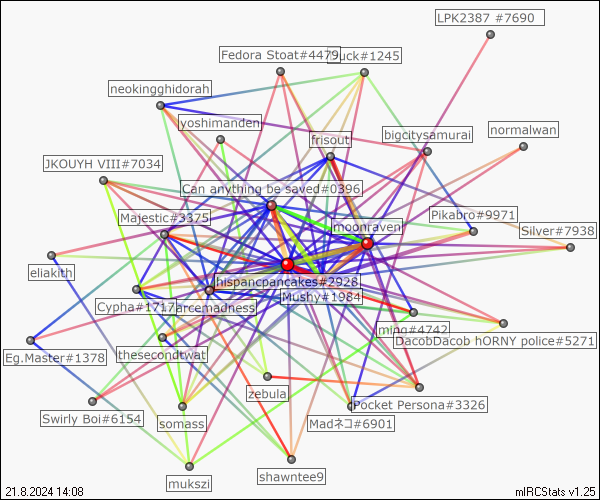 LPK2387 #7690
Fedora Stoat#4479
uck#1245
neokingghidorah
yoshimanden
frisout
bigcitysamurai
normalwan
JKOUYH VIII#7034
Can anything be saved#0396
Majestic#3375
moonraven
Pikabro#9971
Silver#7938
eliakith
hispancpancakes#2928
Mushy#1984
Cypha#1717
arcemadness
mino#4742
DacobDacob hORNY police#5271
Eg.Master#1378
thesecondtwat
zebula
Pocket Persona#3326
Swirly Boi#6154
somass
Madネコ#6901
shawntee9
mukszi
21.8.2024 14:08
mIRCStats v1.25